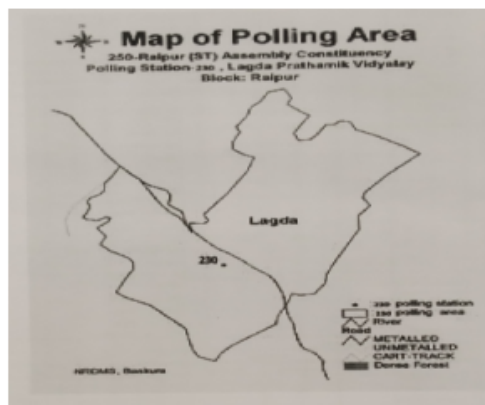 Map of Polling Area
250-Raipur (ST) Assembly Constituency
Polling Station-230 , Lagda Prathamik Vidyalay
Block: Raipur
Lagda
230
:230 polling station
:230 polling area
River
Road
METALLED
UNMETALLED
CART-TRACK
Dense Forest
NRDMS, Bankura